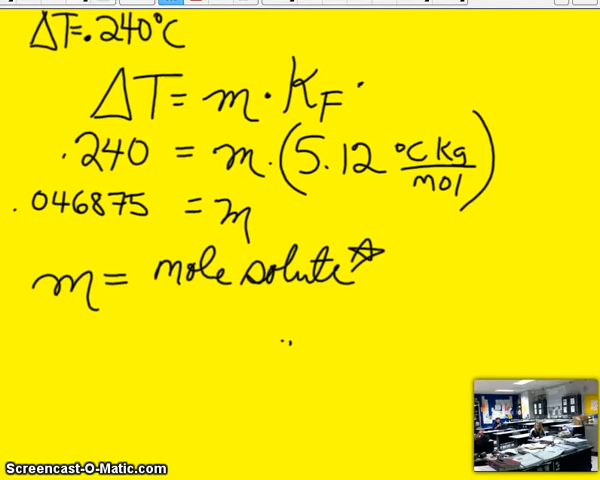 ΔT=.240°C
ΔT= m·K_F·
.240 = m·(5.12 °C kg/mol)
.046875 = m
m= mole solute☆
Screencast-O-Matic.com